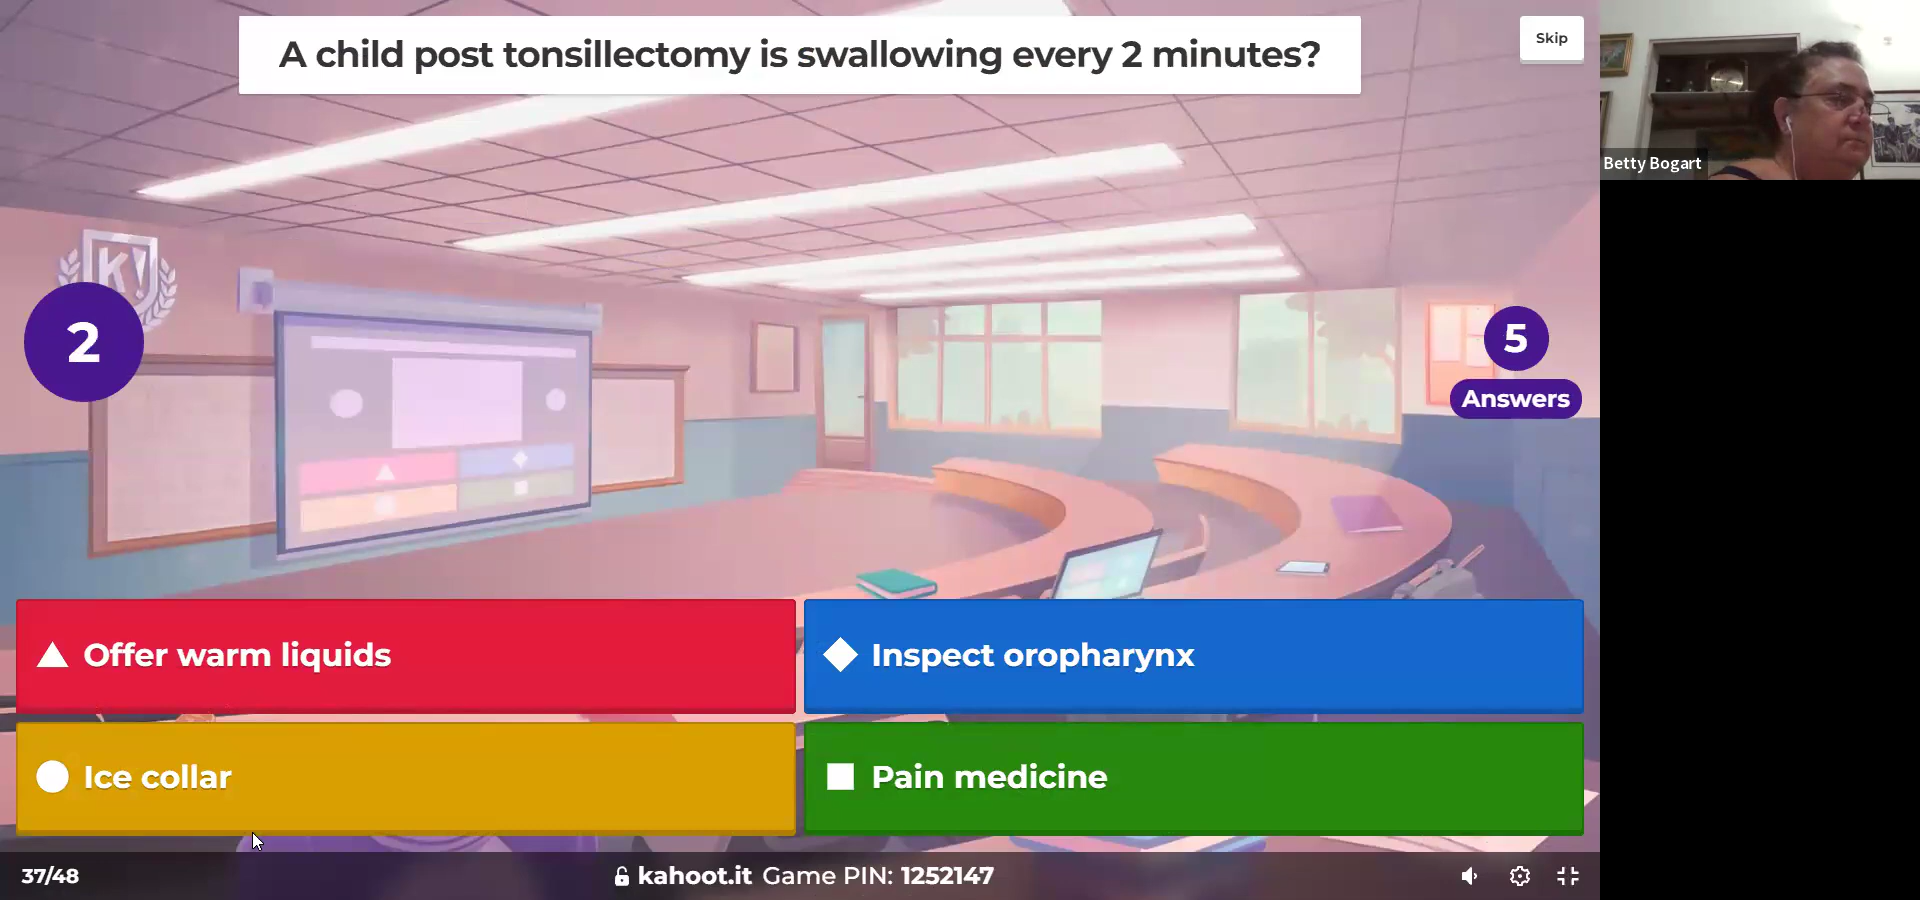 A child post tonsillectomy is swallowing every 2 minutes?
Skip
Betty Bogart
K!
2
5
Answers
Offer warm liquids
Inspect oropharynx
Ice collar
Pain medicine
37/48
kahoot.it Game PIN: 1252147